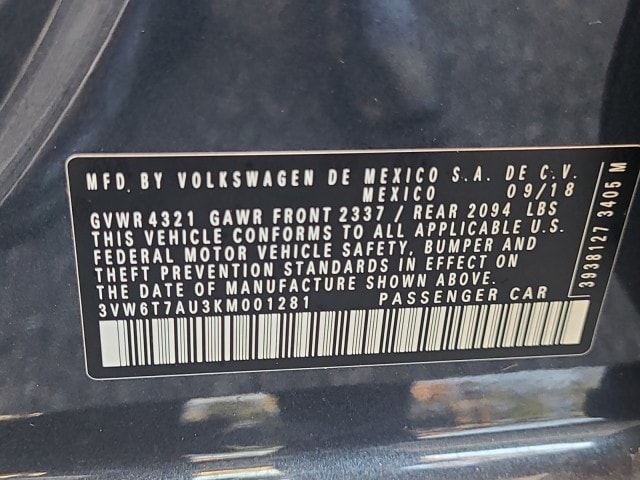 MFD. BY VOLKSWAGEN DE MEXICO S.A. DE C.V.
MEXICO 09/18
GVWR 4321 GAWR FRONT 2337 / REAR 2094 LBS
THIS VEHICLE CONFORMS TO ALL APPLICABLE U.S.
FEDERAL MOTOR VEHICLE SAFETY, BUMPER AND
THEFT PREVENTION STANDARDS IN EFFECT ON
THE DATE OF MANUFACTURE SHOWN ABOVE.
3VW6T7AU3KM001281 PASSENGER CAR
3938127 3405 M